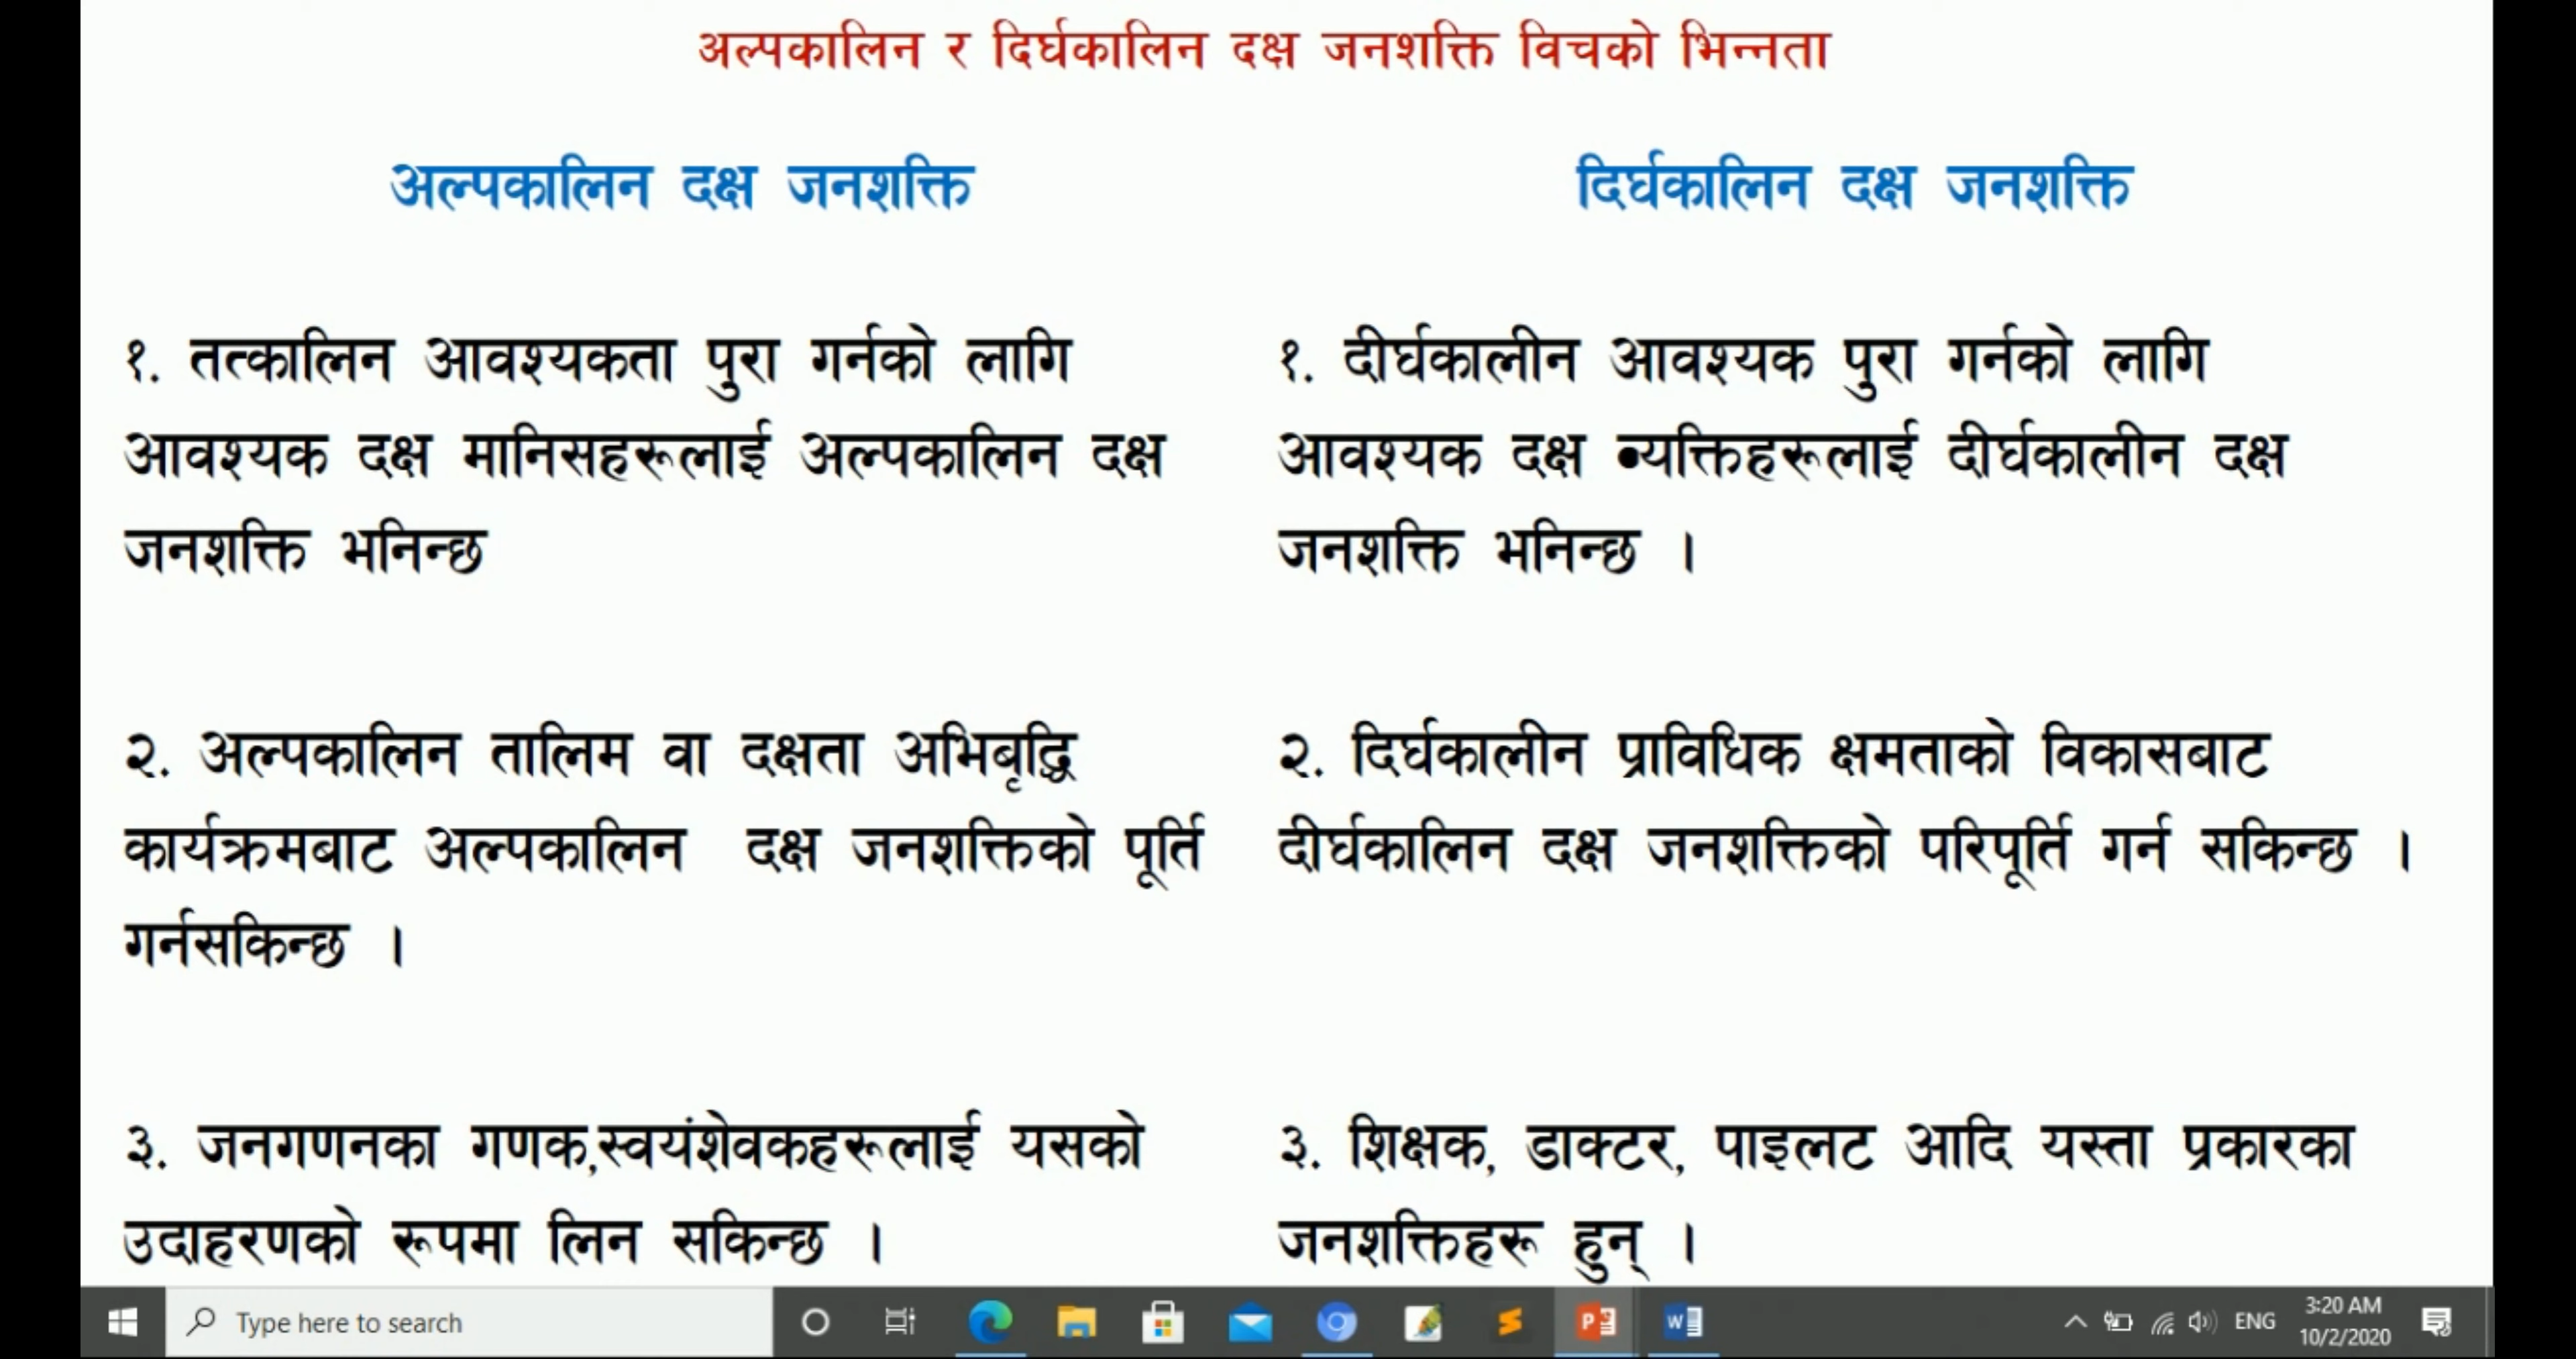 अल्पकालिन र दिर्घकालिन दक्ष जनशक्ति विचको भिन्नता
अल्पकालिन दक्ष जनशक्ति
१. तत्कालिन आवश्यकता पुरा गर्नको लागि
आवश्यक दक्ष मानिसहरूलाई अल्पकालिन दक्ष
जनशक्ति भनिन्छ
२. अल्पकालिन तालिम वा दक्षता अभिबृद्धि
कार्यक्रमबाट अल्पकालिन दक्ष जनशक्तिको पूर्ति
गर्नसकिन्छ ।
३. जनगणनका गणक,स्वयंशेवकहरूलाई यसको
उदाहरणको रूपमा लिन सकिन्छ ।
दिर्घकालिन दक्ष जनशक्ति
१. दीर्घकालीन आवश्यक पुरा गर्नको लागि
आवश्यक दक्ष ब्यक्तिहरूलाई दीर्घकालीन दक्ष
जनशक्ति भनिन्छ ।
२. दिर्घकालीन प्राविधिक क्षमताको विकासबाट
दीर्घकालिन दक्ष जनशक्तिको परिपूर्ति गर्न सकिन्छ ।
३. शिक्षक, डाक्टर, पाइलट आदि यस्ता प्रकारका
जनशक्तिहरू हुन् ।
Type here to search
ENG
3:20 AM
10/2/2020